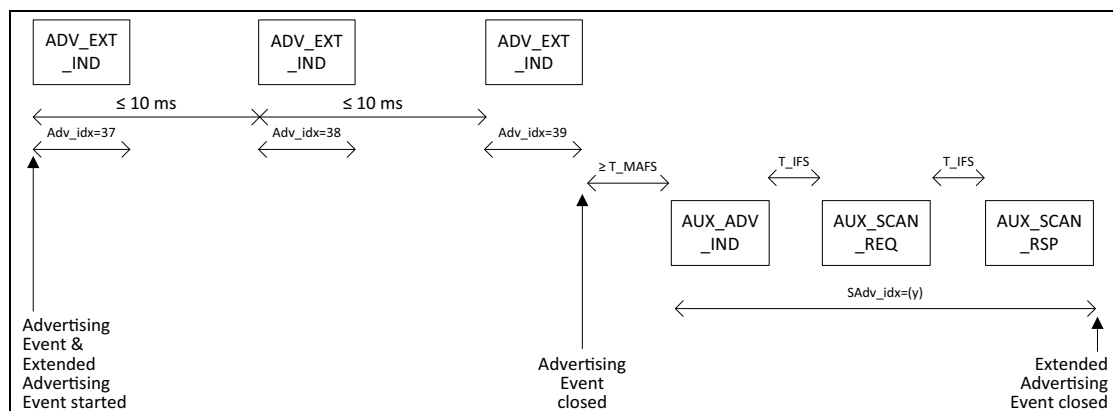 ADV_EXT
_IND
ADV_EXT
_IND
ADV_EXT
_IND
≤ 10 ms
≤ 10 ms
Adv_idx=37
Adv_idx=38
Adv_idx=39
≥ T_MAFS
T_IFS
T_IFS
AUX_ADV
_IND
AUX_SCAN
_REQ
AUX_SCAN
_RSP
SAdv_idx=(y)
Advertising
Event &
Extended
Advertising
Event started
Advertising
Event
closed
Extended
Advertising
Event closed